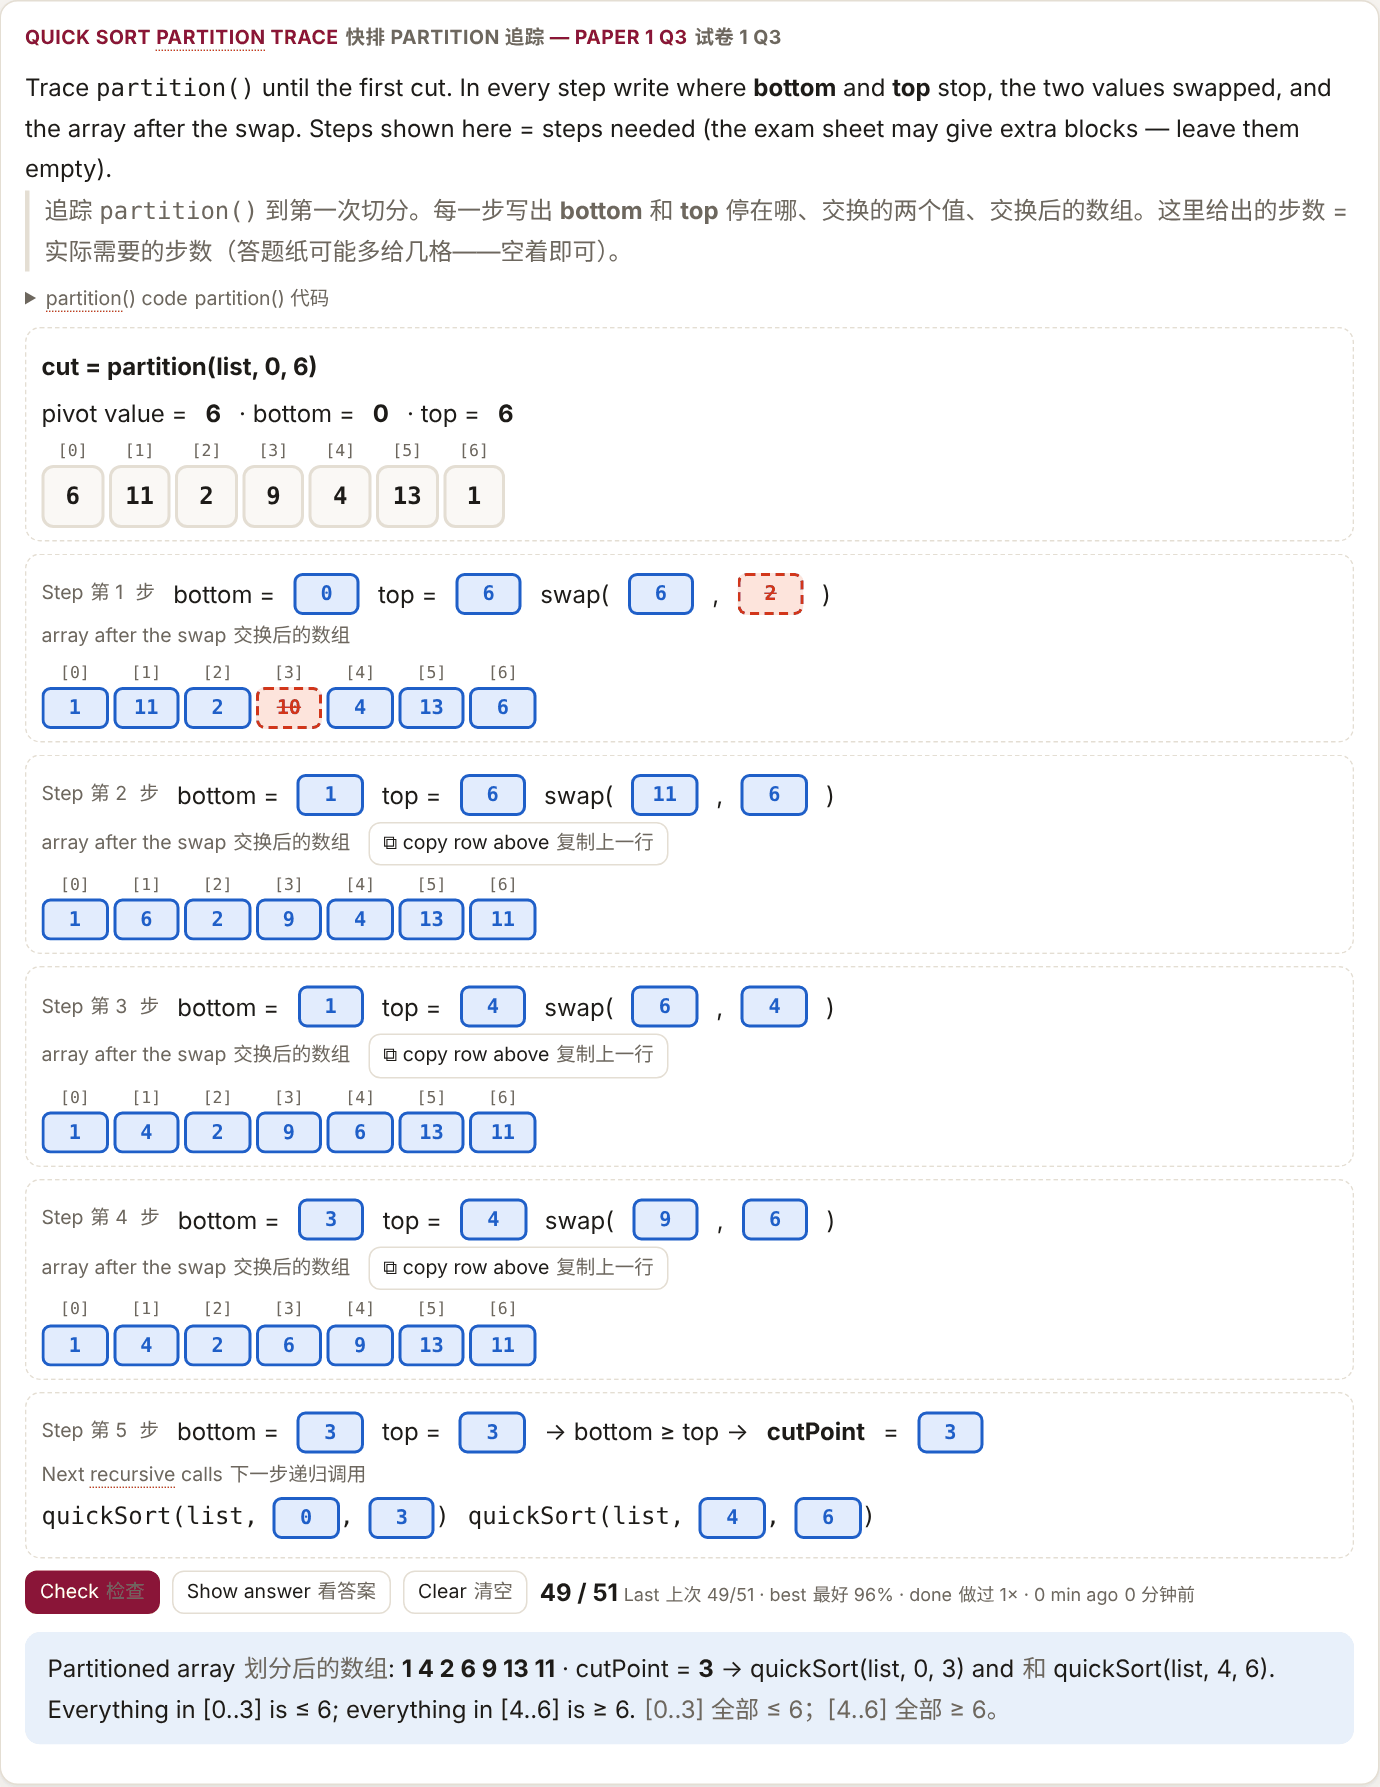 QUICK SORT PARTITION TRACE 快排 PARTITION 追踪 — PAPER 1 Q3 试卷 1 Q3
Trace partition() until the first cut. In every step write where bottom and top stop, the two values swapped, and
the array after the swap. Steps shown here = steps needed (the exam sheet may give extra blocks — leave them
empty).
追踪 partition() 到第一次切分。每一步写出 bottom 和 top 停在哪、交换的两个值、交换后的数组。这里给出的步数 =
实际需要的步数（答题纸可能多给几格——空着即可）。
▶ partition() code partition() 代码
cut = partition(list, 0, 6)
pivot value = 6 · bottom = 0 · top = 6
[0] [1] [2] [3] [4] [5] [6]
6 11 2 9 4 13 1
Step 第 1 步 bottom = 0 top = 6 swap( 6 , 2 )
array after the swap 交换后的数组
[0] [1] [2] [3] [4] [5] [6]
1 11 2 10 4 13 6
Step 第 2 步 bottom = 1 top = 6 swap( 11 , 6 )
array after the swap 交换后的数组 ⧉ copy row above 复制上一行
[0] [1] [2] [3] [4] [5] [6]
1 6 2 9 4 13 11
Step 第 3 步 bottom = 1 top = 4 swap( 6 , 4 )
array after the swap 交换后的数组 ⧉ copy row above 复制上一行
[0] [1] [2] [3] [4] [5] [6]
1 4 2 9 6 13 11
Step 第 4 步 bottom = 3 top = 4 swap( 9 , 6 )
array after the swap 交换后的数组 ⧉ copy row above 复制上一行
[0] [1] [2] [3] [4] [5] [6]
1 4 2 6 9 13 11
Step 第 5 步 bottom = 3 top = 3 → bottom ≥ top → cutPoint = 3
Next recursive calls 下一步递归调用
quickSort(list, 0, 3) quickSort(list, 4, 6)
Check 检查 Show answer 看答案 Clear 清空 49 / 51 Last 上次 49/51 · best 最好 96% · done 做过 1× · 0 min ago 0 分钟前
Partitioned array 划分后的数组: 1 4 2 6 9 13 11 · cutPoint = 3 → quickSort(list, 0, 3) and 和 quickSort(list, 4, 6).
Everything in [0..3] is ≤ 6; everything in [4..6] is ≥ 6. [0..3] 全部 ≤ 6；[4..6] 全部 ≥ 6。